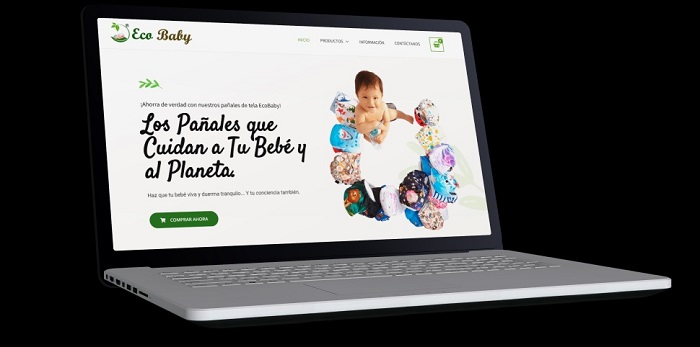 Eco Baby
INICIO PRODUCTOS INFORMACIÓN CONTÁCTANOS
¡Ahorra de verdad con nuestros pañales de tela EcoBaby!
Los Pañales que
Cuidan a Tu Bebé y
al Planeta.
Haz que tu bebé viva y duerma tranquilo... Y tu conciencia también.
COMPRAR AHORA